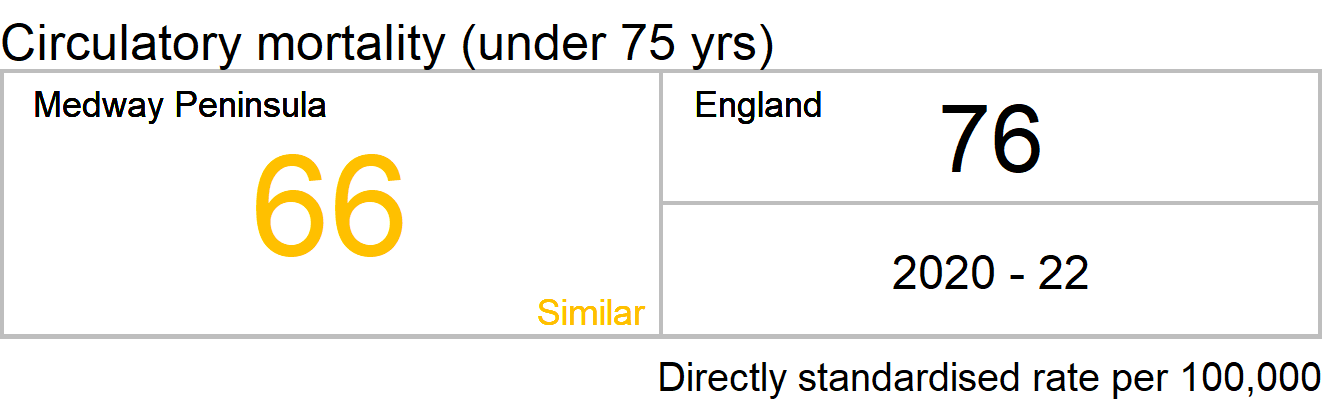 Circulatory mortality (under 75 yrs)
Medway Peninsula
66
Similar
England
76
2020 - 22
Directly standardised rate per 100,000